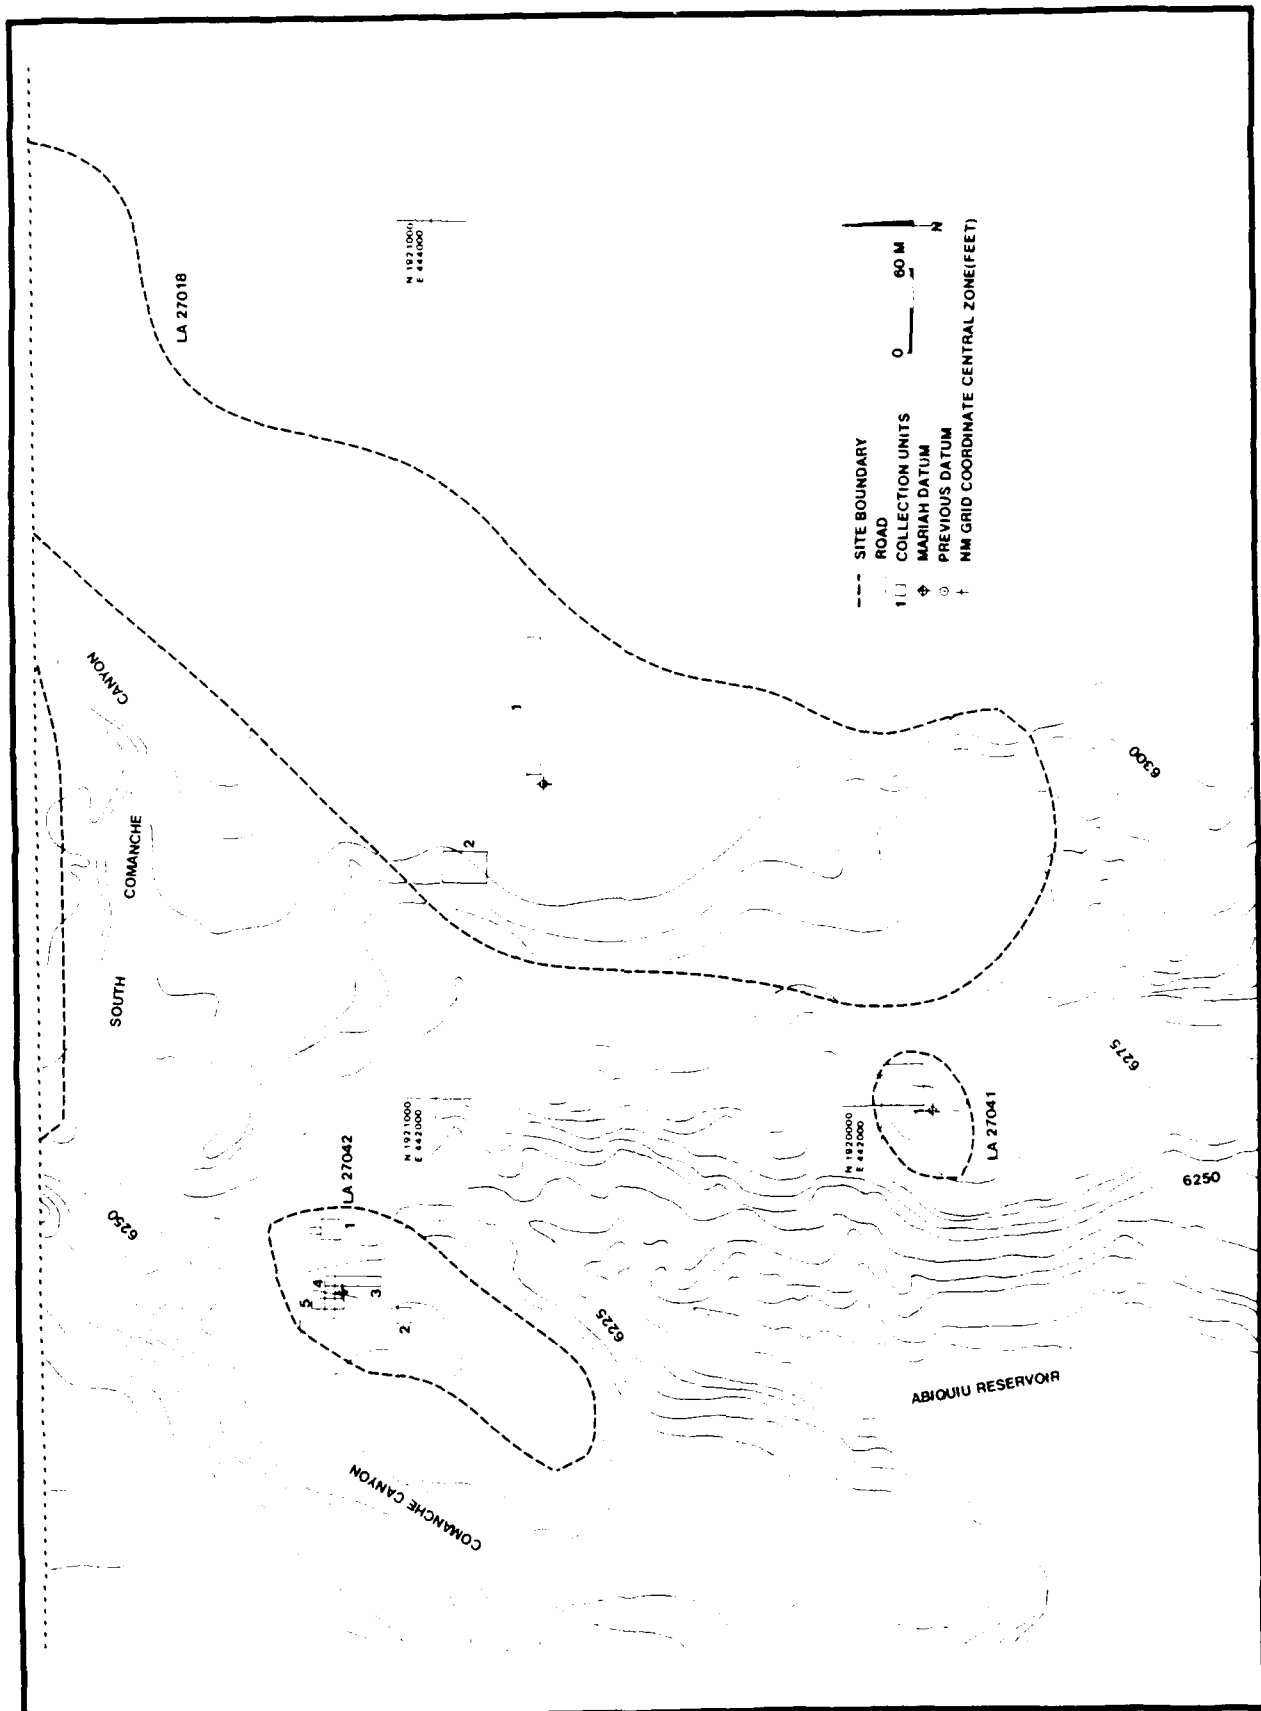 LA 27018
N 1921000
E 444000
CANYON
COMANCHE
SOUTH
1
2
N 1921000
E 442000
LA 27042
1
4
5
3
2
6250
6225
COMANCHE CANYON
ABIQUIU RESERVOIR
N 1920000
E 442000
1
LA 27041
6250
6275
6300
--- SITE BOUNDARY
ROAD
1 COLLECTION UNITS
MARIAH DATUM
PREVIOUS DATUM
NM GRID COORDINATE CENTRAL ZONE(FEET)
0 60 M
N